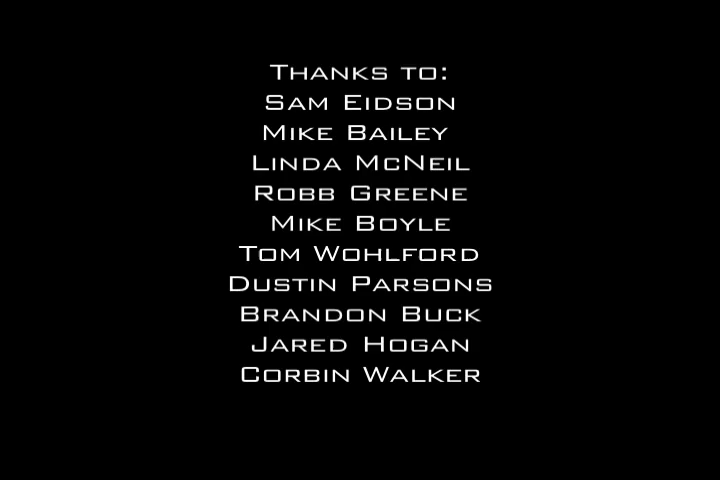 Thanks to:
Sam Eidson
Mike Bailey
Linda McNeil
Robb Greene
Mike Boyle
Tom Wohlford
Dustin Parsons
Brandon Buck
Jared Hogan
Corbin Walker